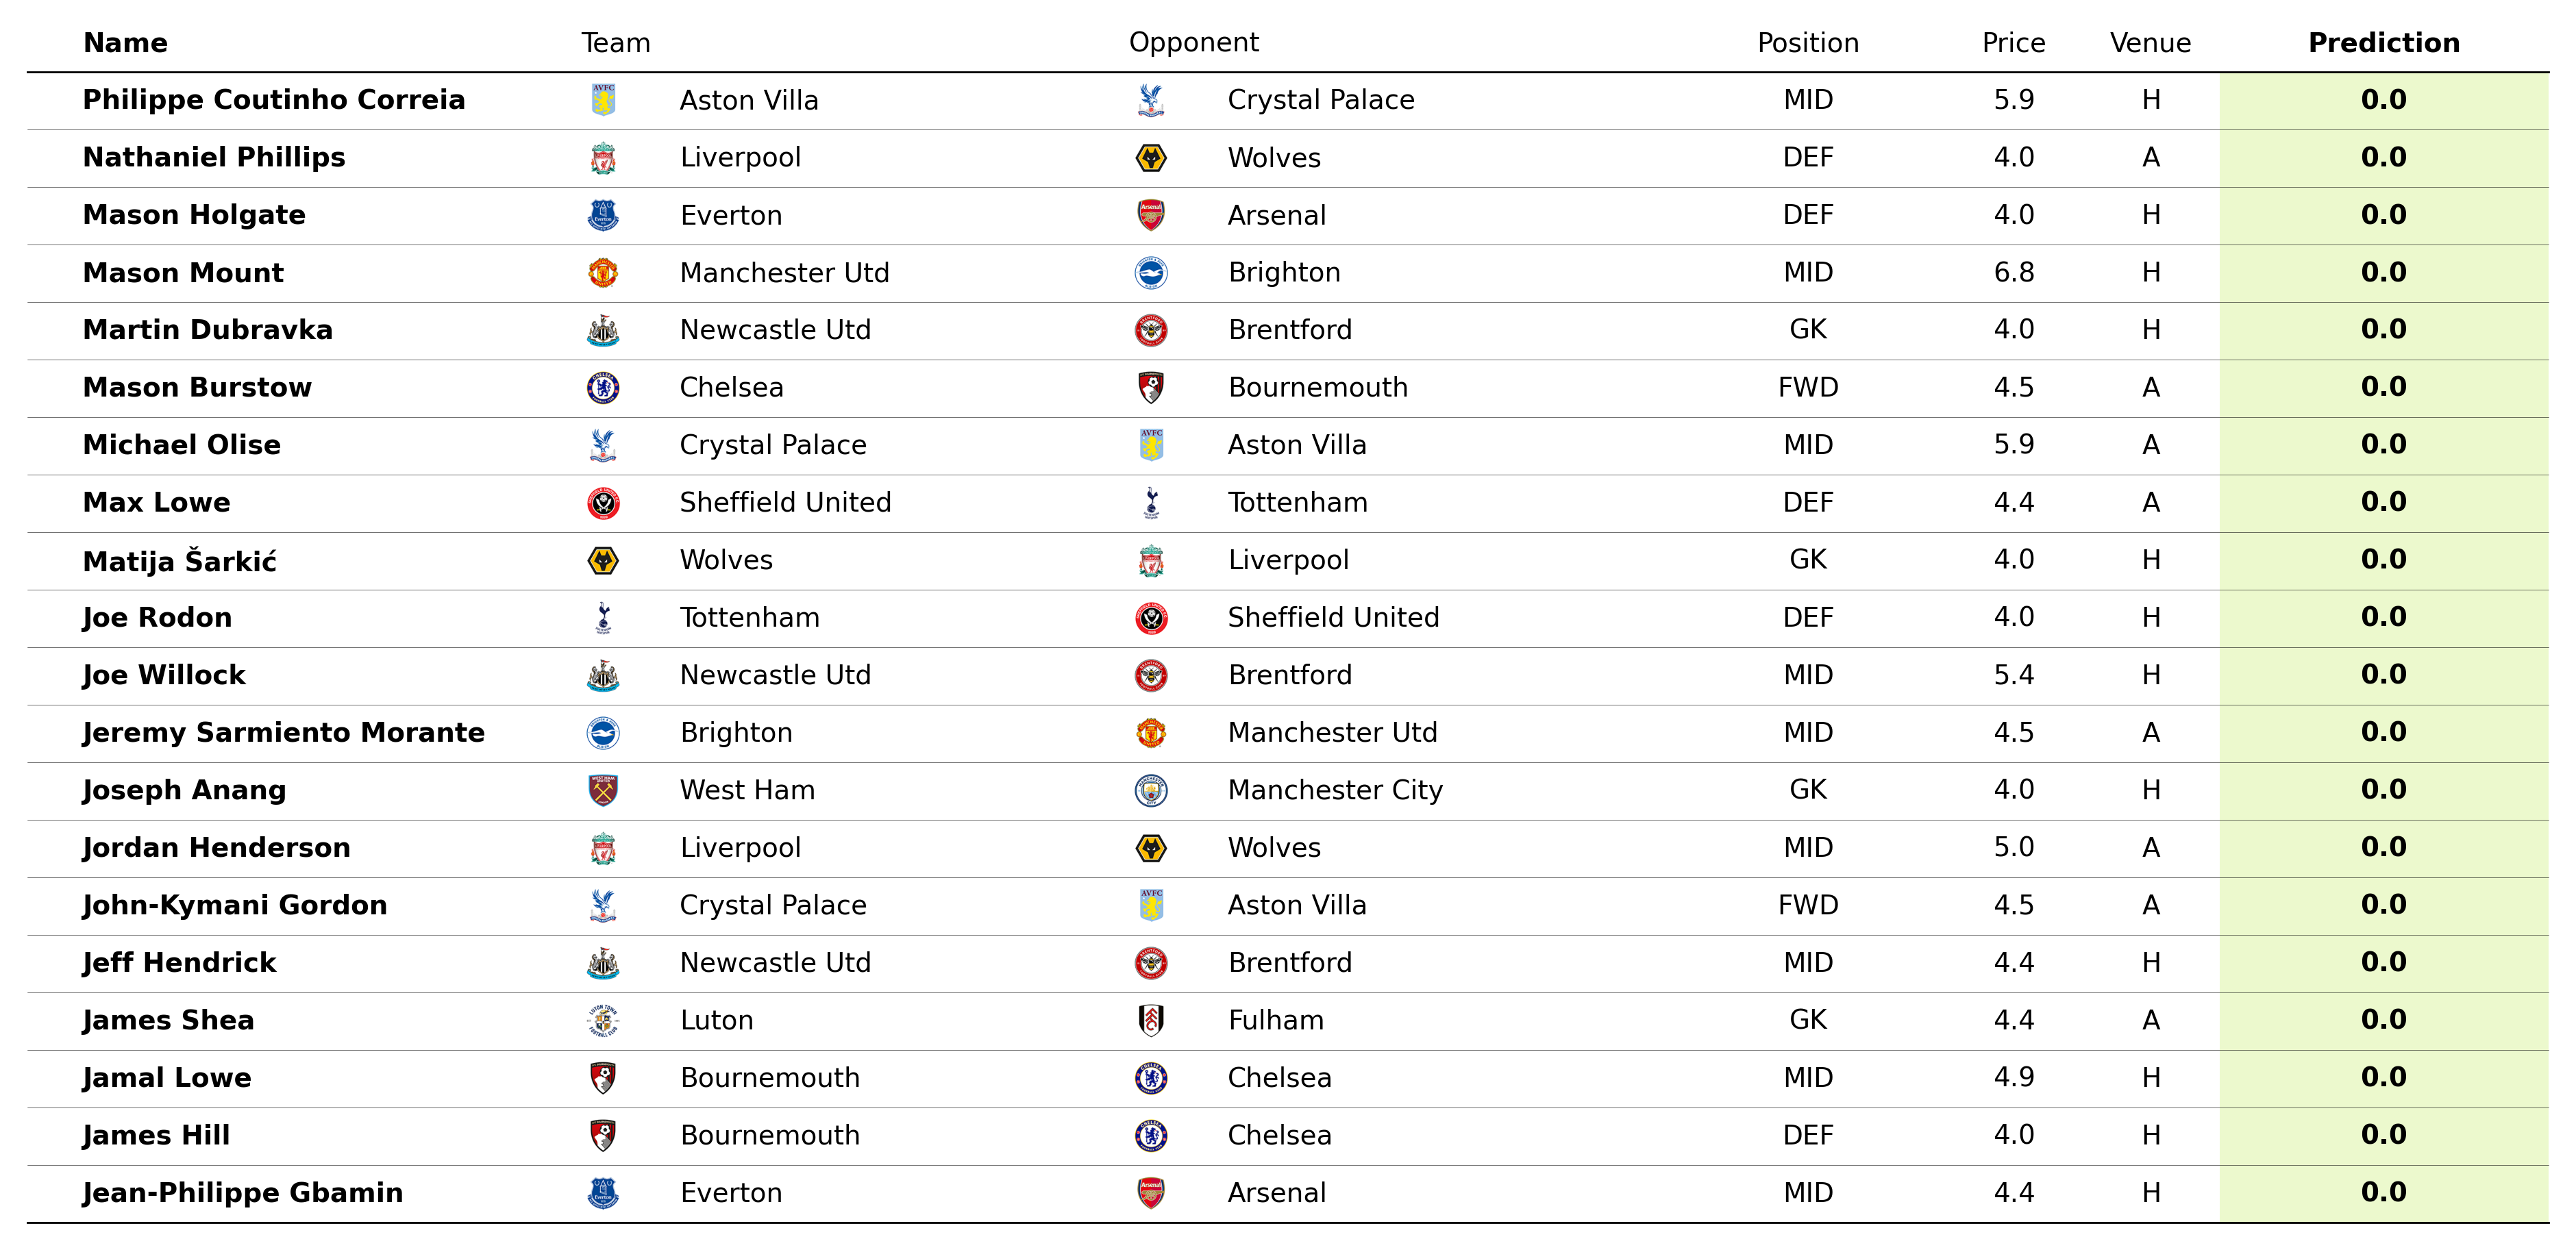 Name Team Opponent Position Price Venue Prediction
Philippe Coutinho Correia Aston Villa Crystal Palace MID 5.9 H 0.0
Nathaniel Phillips Liverpool Wolves DEF 4.0 A 0.0
Mason Holgate Everton Arsenal DEF 4.0 H 0.0
Mason Mount Manchester Utd Brighton MID 6.8 H 0.0
Martin Dubravka Newcastle Utd Brentford GK 4.0 H 0.0
Mason Burstow Chelsea Bournemouth FWD 4.5 A 0.0
Michael Olise Crystal Palace Aston Villa MID 5.9 A 0.0
Max Lowe Sheffield United Tottenham DEF 4.4 A 0.0
Matija Šarkić Wolves Liverpool GK 4.0 H 0.0
Joe Rodon Tottenham Sheffield United DEF 4.0 H 0.0
Joe Willock Newcastle Utd Brentford MID 5.4 H 0.0
Jeremy Sarmiento Morante Brighton Manchester Utd MID 4.5 A 0.0
Joseph Anang West Ham Manchester City GK 4.0 H 0.0
Jordan Henderson Liverpool Wolves MID 5.0 A 0.0
John-Kymani Gordon Crystal Palace Aston Villa FWD 4.5 A 0.0
Jeff Hendrick Newcastle Utd Brentford MID 4.4 H 0.0
James Shea Luton Fulham GK 4.4 A 0.0
Jamal Lowe Bournemouth Chelsea MID 4.9 H 0.0
James Hill Bournemouth Chelsea DEF 4.0 H 0.0
Jean-Philippe Gbamin Everton Arsenal MID 4.4 H 0.0